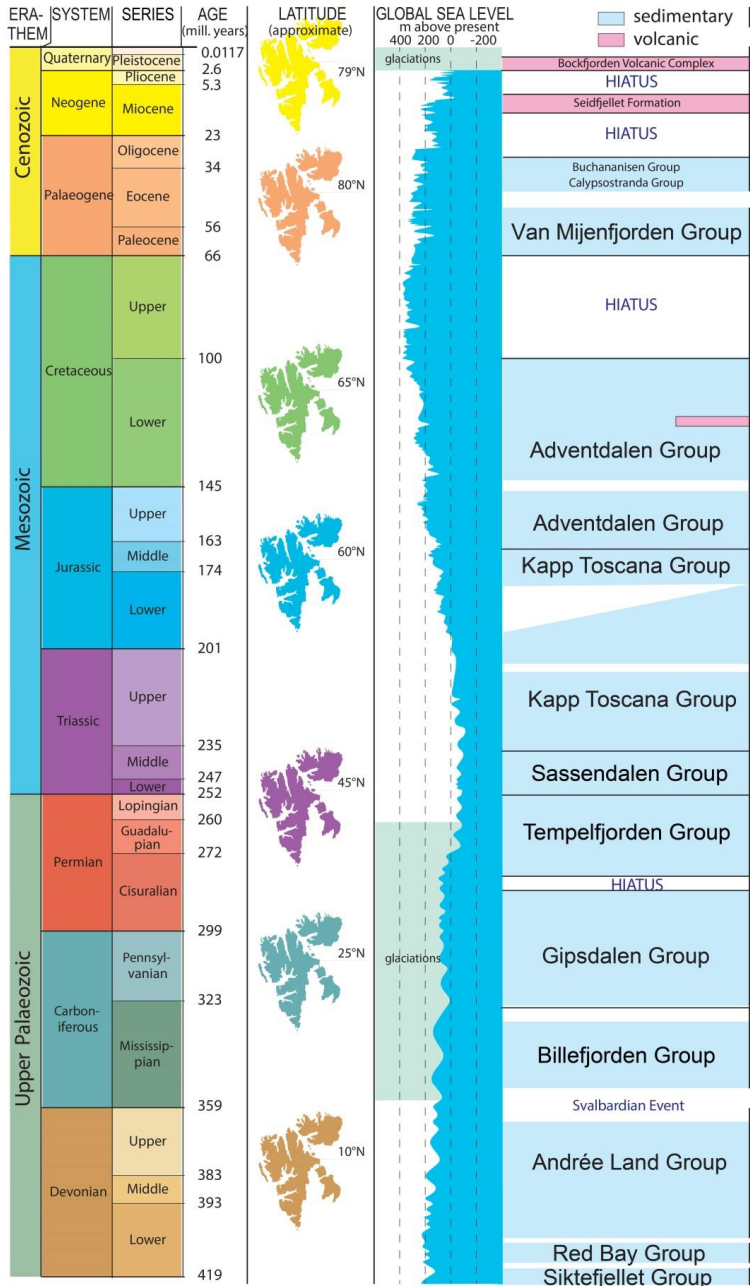 ERA-
THEM
SYSTEM
SERIES
AGE
(mill. years)
LATITUDE
(approximate)
GLOBAL SEA LEVEL
m above present
400 200 0 -200
sedimentary
volcanic
Cenozoic
Mesozoic
Upper Palaeozoic
Quaternary
Neogene
Palaeogene
Cretaceous
Jurassic
Triassic
Permian
Carbon-
iferous
Devonian
Pleistocene
Pliocene
Miocene
Oligocene
Eocene
Paleocene
Upper
Lower
Upper
Middle
Lower
Upper
Middle
Lower
Lopingian
Guadalu-
pian
Cisuralian
Pennsyl-
vanian
Mississip-
pian
Upper
Middle
Lower
0.0117
2.6
5.3
23
34
56
66
100
145
163
174
201
235
247
252
260
272
299
323
359
383
393
419
79°N
80°N
65°N
60°N
45°N
25°N
10°N
glaciations
glaciations
Bockfjorden Volcanic Complex
HIATUS
Seidfjellet Formation
HIATUS
Buchananisen Group
Calypsostranda Group
Van Mijenfjorden Group
HIATUS
Adventdalen Group
Adventdalen Group
Kapp Toscana Group
Kapp Toscana Group
Sassendalen Group
Tempelfjorden Group
HIATUS
Gipsdalen Group
Billefjorden Group
Svalbardian Event
Andrée Land Group
Red Bay Group
Siktefjellet Group